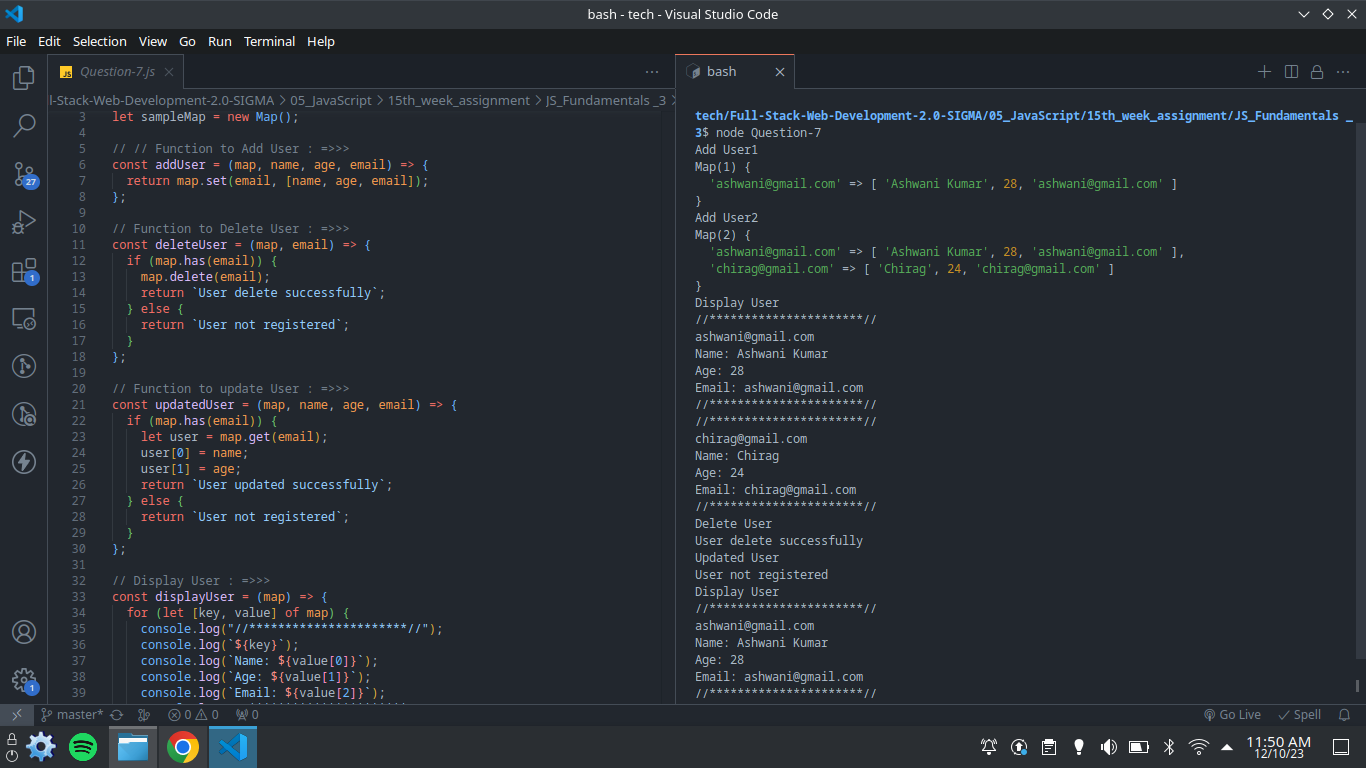 bash - tech - Visual Studio Code
File Edit Selection View Go Run Terminal Help
JS Question-7.js
l-Stack-Web-Development-2.0-SIGMA > 05_JavaScript > 15th_week_assignment > JS_Fundamentals _3 >
3 let sampleMap = new Map();
4
5 // // Function to Add User : =>>>
6 const addUser = (map, name, age, email) => {
7 return map.set(email, [name, age, email]);
8 };
9
10 // Function to Delete User : =>>>
11 const deleteUser = (map, email) => {
12 if (map.has(email)) {
13 map.delete(email);
14 return `User delete successfully`;
15 } else {
16 return `User not registered`;
17 }
18 };
19
20 // Function to update User : =>>>
21 const updatedUser = (map, name, age, email) => {
22 if (map.has(email)) {
23 let user = map.get(email);
24 user[0] = name;
25 user[1] = age;
26 return `User updated successfully`;
27 } else {
28 return `User not registered`;
29 }
30 };
31
32 // Display User : =>>>
33 const displayUser = (map) => {
34 for (let [key, value] of map) {
35 console.log("//**********************//");
36 console.log(`${key}`);
37 console.log(`Name: ${value[0]}`);
38 console.log(`Age: ${value[1]}`);
39 console.log(`Email: ${value[2]}`);
bash
tech/Full-Stack-Web-Development-2.0-SIGMA/05_JavaScript/15th_week_assignment/JS_Fundamentals _
3$ node Question-7
Add User1
Map(1) {
'ashwani@gmail.com' => [ 'Ashwani Kumar', 28, 'ashwani@gmail.com' ]
}
Add User2
Map(2) {
'ashwani@gmail.com' => [ 'Ashwani Kumar', 28, 'ashwani@gmail.com' ],
'chirag@gmail.com' => [ 'Chirag', 24, 'chirag@gmail.com' ]
}
Display User
//**********************//
ashwani@gmail.com
Name: Ashwani Kumar
Age: 28
Email: ashwani@gmail.com
//**********************//
//**********************//
chirag@gmail.com
Name: Chirag
Age: 24
Email: chirag@gmail.com
//**********************//
Delete User
User delete successfully
Updated User
User not registered
Display User
//**********************//
ashwani@gmail.com
Name: Ashwani Kumar
Age: 28
Email: ashwani@gmail.com
//**********************//
27
1
1
master* 0 0 0 Go Live Spell
11:50 AM
12/10/23